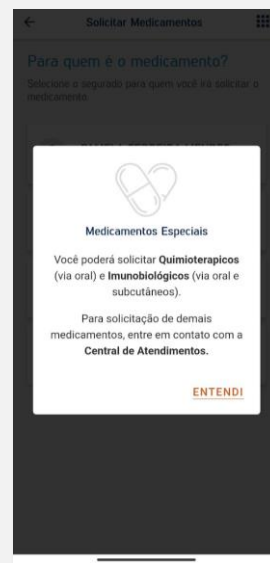 Solicitar Medicamentos
Para quem é o medicamento?
Selecione o segurado para quem você irá solicitar o
medicamento.
Medicamentos Especiais
Você poderá solicitar Quimioterapicos
(via oral) e Imunobiológicos (via oral e
subcutâneos).
Para solicitação de demais
medicamentos, entre em contato com a
Central de Atendimentos.
ENTENDI